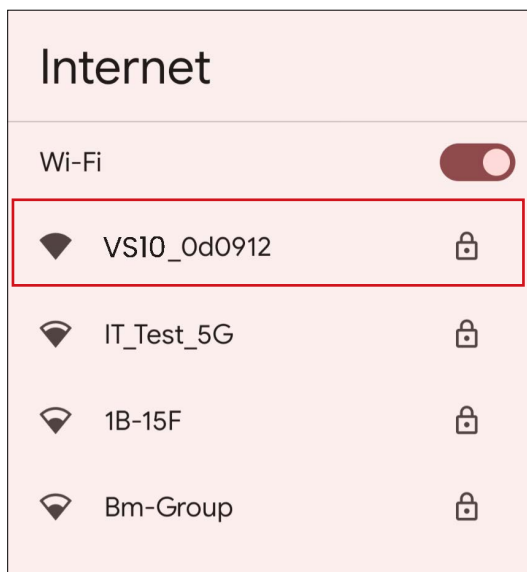 Internet
Wi-Fi
VS10_0d0912
IT_Test_5G
1B-15F
Bm-Group